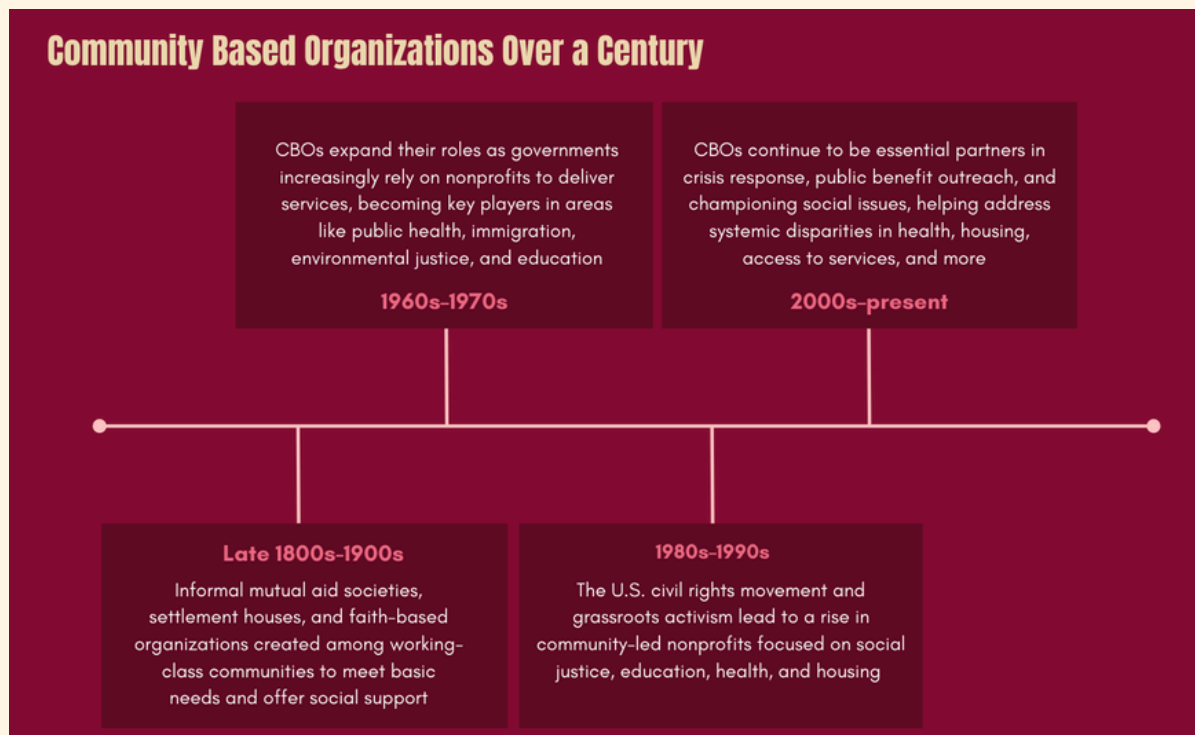 Community Based Organizations Over a Century
CBOs expand their roles as governments
increasingly rely on nonprofits to deliver
services, becoming key players in areas
like public health, immigration,
environmental justice, and education
1960s-1970s
CBOs continue to be essential partners in
crisis response, public benefit outreach, and
championing social issues, helping address
systemic disparities in health, housing,
access to services, and more
2000s-present
Late 1800s-1900s
Informal mutual aid societies,
settlement houses, and faith-based
organizations created among working-
class communities to meet basic
needs and offer social support
1980s-1990s
The U.S. civil rights movement and
grassroots activism lead to a rise in
community-led nonprofits focused on social
justice, education, health, and housing